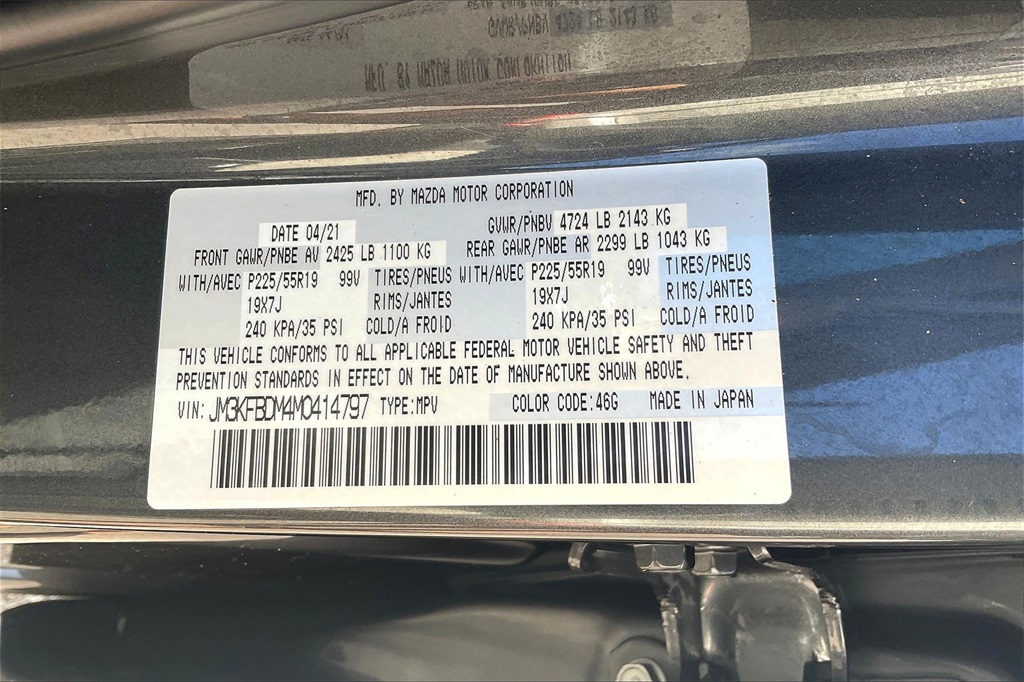 MFD. BY MAZDA MOTOR CORPORATION
DATE 04/21 GVWR/PNBV 4724 LB 2143 KG
FRONT GAWR/PNBE AV 2425 LB 1100 KG REAR GAWR/PNBE AR 2299 LB 1043 KG
WITH/AVEC P225/55R19 99V TIRES/PNEUS WITH/AVEC P225/55R19 99V TIRES/PNEUS
19X7J RIMS/JANTES 19X7J RIMS/JANTES
240 KPA/35 PSI COLD/A FROID 240 KPA/35 PSI COLD/A FROID
THIS VEHICLE CONFORMS TO ALL APPLICABLE FEDERAL MOTOR VEHICLE SAFETY AND THEFT
PREVENTION STANDARDS IN EFFECT ON THE DATE OF MANUFACTURE SHOWN ABOVE.
VIN: JM3KFBDM4M0414797 TYPE:MPV COLOR CODE:46G MADE IN JAPAN